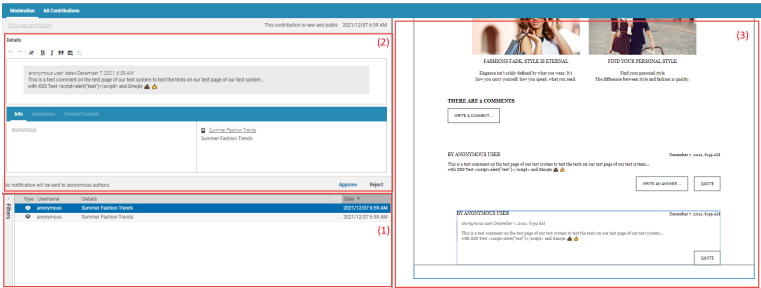 Moderation All Contributions
Show app contribution
This contribution is new and public 2021/12/07 6:59 AM
Details
(2)
B I
anonymous user date= December 7, 2021, 6:59 AM
This is a test comment on the test page of our test system to test the tests on our test page of our test system...
with XSS Test <script>alert("test")</script> and Emojis 💩 👍
Info Resolution Conduct Content
anonymous
Summer Fashion Trends
Summer Fashion Trends
No notification will be sent to anonymous authors.
Approve Reject
Filters
Type Username Details Date
anonymous Summer Fashion Trends 2021/12/07 6:59 AM
anonymous Summer Fashion Trends 2021/12/07 6:59 AM
(1)
(3)
FASHIONS FADE, STYLE IS ETERNAL
Elegance isn't solely defined by what you wear. It's
how you carry yourself, how you speak, what you read.
FIND YOUR PERSONAL STYLE
Find your personal style
The difference between style and fashion is quality.
THERE ARE 2 COMMENTS
WRITE A COMMENT...
BY ANONYMOUS USER December 7, 2021, 6:59 AM
This is a test comment on the test page of our test system to test the tests on our test page of our test system...
with XSS Test <script>alert("test")</script> and Emojis 💩 👍
WRITE AN ANSWER... QUOTE
BY ANONYMOUS USER December 7, 2021, 6:59 AM
anonymous user December 7, 2021, 6:59 AM
This is a test comment on the test page of our test system to test the tests on our test page of our test system...
with XSS Test <script>alert("test")</script> and Emojis 💩 👍
QUOTE